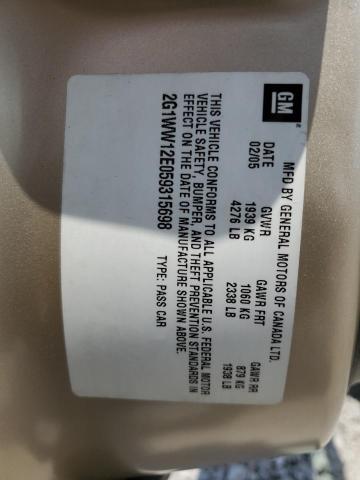 GM
MFD BY GENERAL MOTORS OF CANADA LTD.
DATE GVWR GAWR FRT GAWR RR
02/05 1939 KG 1060 KG 879 KG
4276 LB 2338 LB 1938 LB
THIS VEHICLE CONFORMS TO ALL APPLICABLE U.S. FEDERAL MOTOR
VEHICLE SAFETY, BUMPER, AND THEFT PREVENTION STANDARDS IN
EFFECT ON THE DATE OF MANUFACTURE SHOWN ABOVE.
2G1WW12E059315698 TYPE: PASS CAR